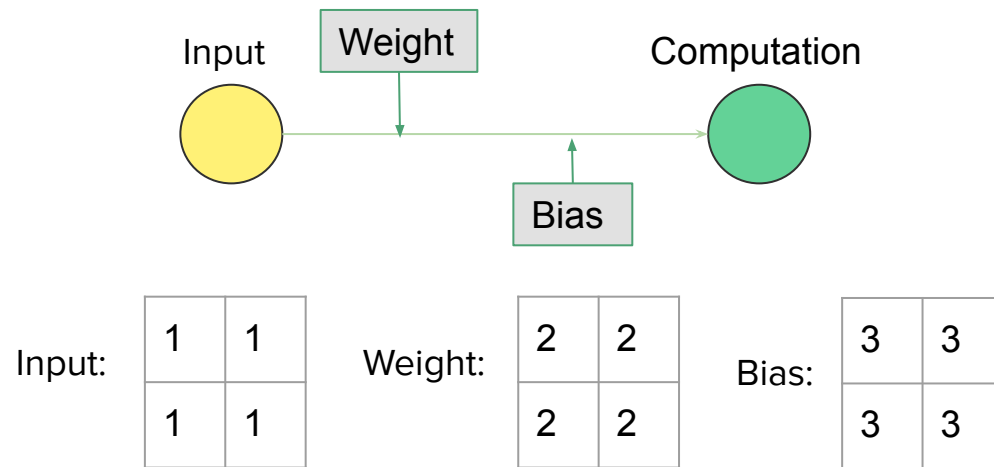 Input
Weight
Computation
Bias
Input:
1 1
1 1
Weight:
2 2
2 2
Bias:
3 3
3 3